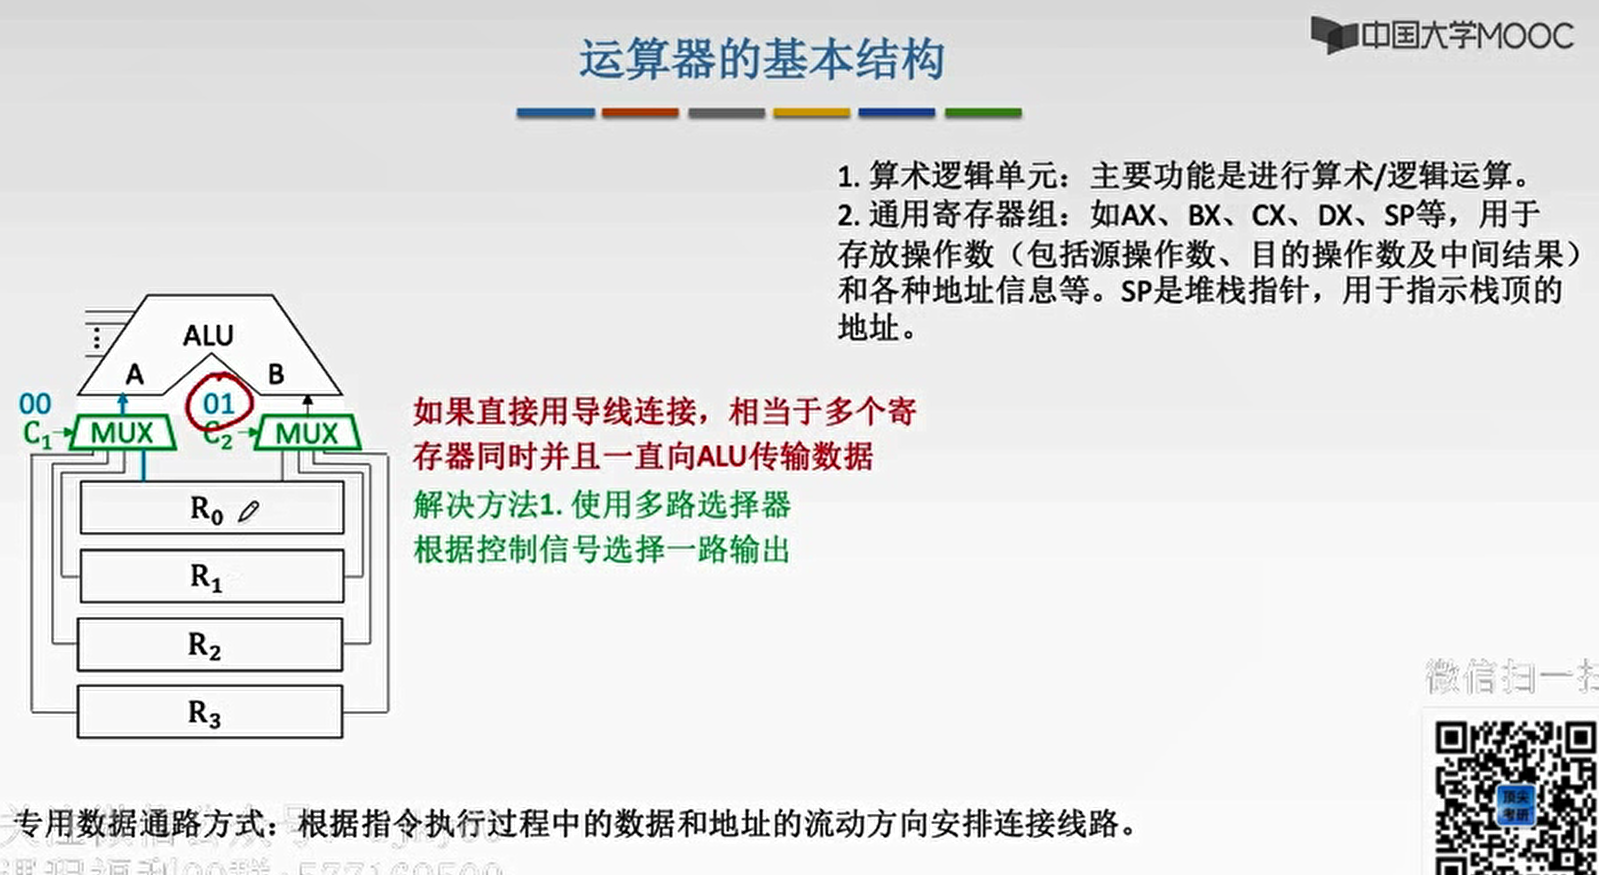 中国大学MOOC
运算器的基本结构
1. 算术逻辑单元：主要功能是进行算术/逻辑运算。
2. 通用寄存器组：如AX、BX、CX、DX、SP等，用于
存放操作数（包括源操作数、目的操作数及中间结果）
和各种地址信息等。SP是堆栈指针，用于指示栈顶的
地址。
ALU
A
B
00
01
C₁
MUX
C₂
MUX
如果直接用导线连接，相当于多个寄
存器同时并且一直向ALU传输数据
解决方法1. 使用多路选择器
根据控制信号选择一路输出
R₀
R₁
R₂
R₃
微信扫一扫
顶尖
考研
专用数据通路方式：根据指令执行过程中的数据和地址的流动方向安排连接线路。